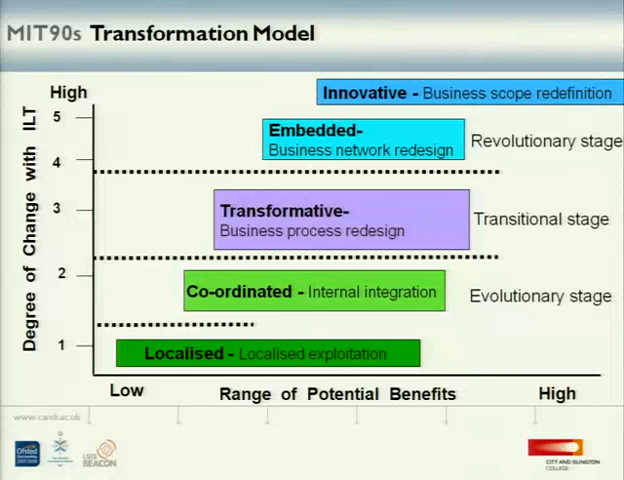 MIT90s Transformation Model
High
Innovative - Business scope redefinition
5
Embedded-
Business network redesign
Revolutionary stage
4
Degree of Change with ILT
3
Transformative-
Business process redesign
Transitional stage
2
Co-ordinated - Internal integration
Evolutionary stage
1
Localised - Localised exploitation
Low
Range of Potential Benefits
High
www.candi.ac.uk
Ofsted
LSIS
BEACON
CITY AND ISLINGTON
COLLEGE